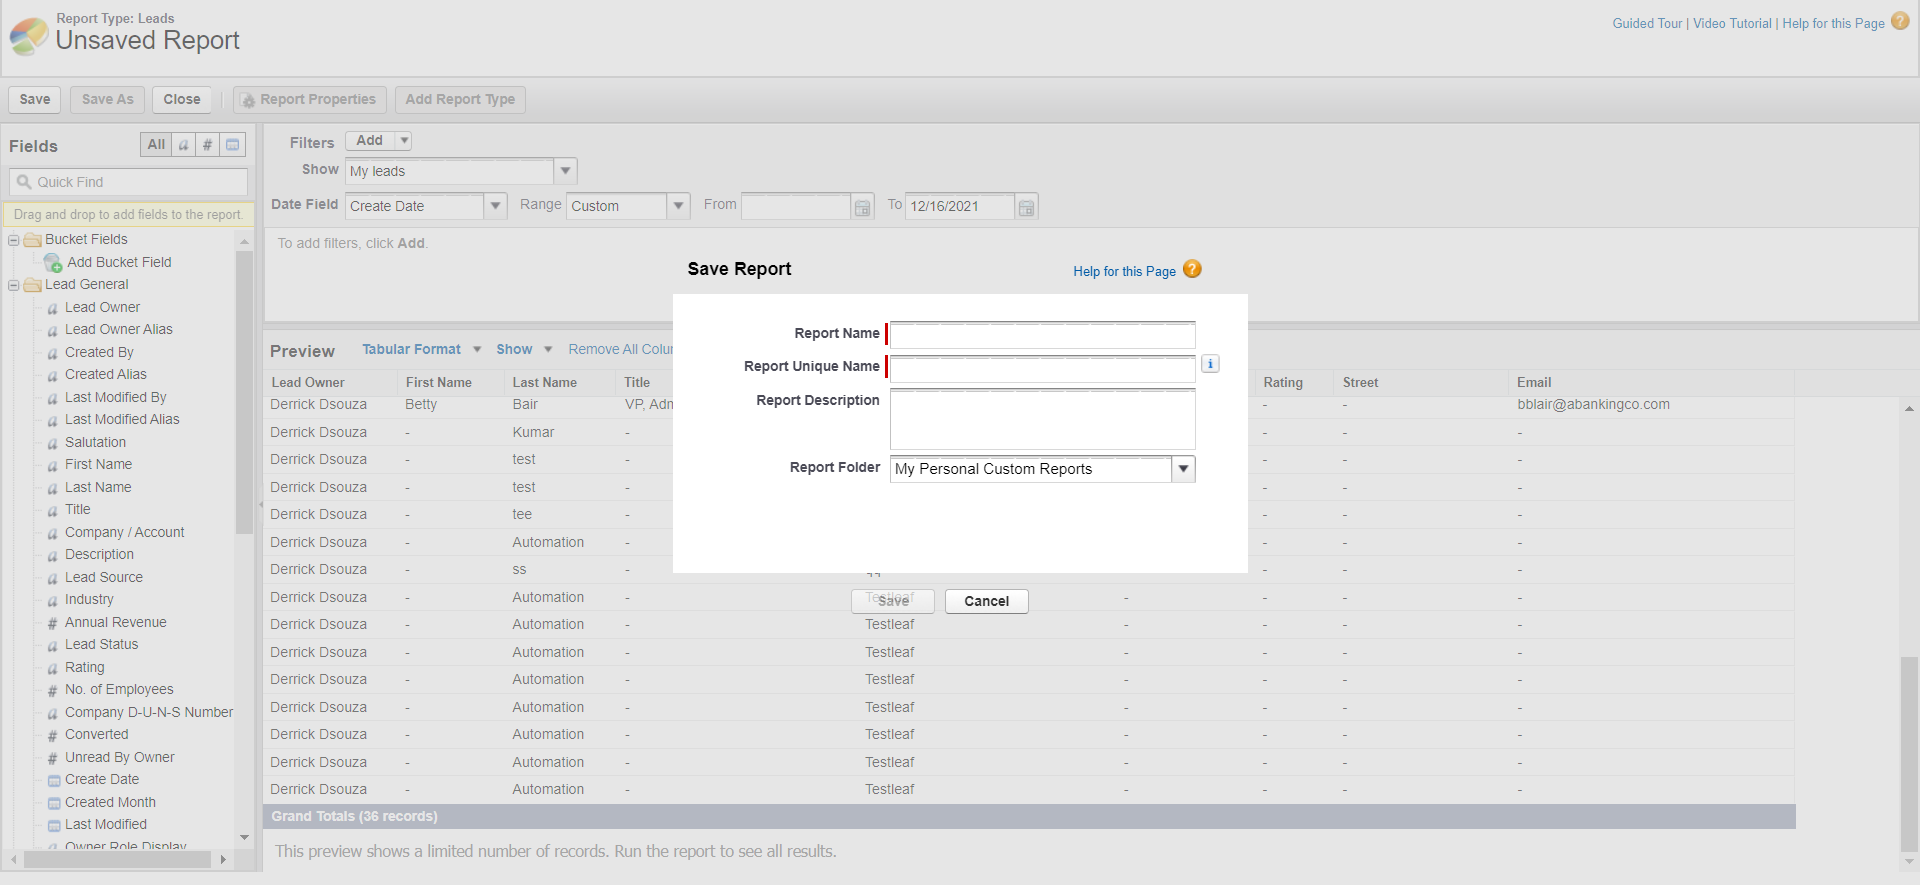 Report Type: Leads
Unsaved Report
Guided Tour | Video Tutorial | Help for this Page ?
Save Save As Close Report Properties Add Report Type
Fields All a #
Quick Find
Drag and drop to add fields to the report.
Bucket Fields
Add Bucket Field
Lead General
a Lead Owner
a Lead Owner Alias
a Created By
a Created Alias
a Last Modified By
a Last Modified Alias
a Salutation
a First Name
a Last Name
a Title
a Company / Account
a Description
a Lead Source
a Industry
# Annual Revenue
a Lead Status
a Rating
# No. of Employees
a Company D-U-N-S Number
# Converted
# Unread By Owner
Create Date
Created Month
Last Modified
Owner Role Display
Filters Add
Show My leads
Date Field Create Date Range Custom From To 12/16/2021
To add filters, click Add.
Save Report Help for this Page ?
Report Name
Report Unique Name i
Report Description
Report Folder My Personal Custom Reports
Save Cancel
Preview Tabular Format Show Remove All
Lead Owner First Name Last Name Title Rating Street Email
Derrick Dsouza Betty Bair VP, - - bblair@abankingco.com
Derrick Dsouza - Kumar - - - -
Derrick Dsouza - test - - - -
Derrick Dsouza - test - - - -
Derrick Dsouza - tee - - - -
Derrick Dsouza - Automation - - - -
Derrick Dsouza - ss - - - -
Derrick Dsouza - Automation - Testleaf - - - -
Derrick Dsouza - Automation - Testleaf - - - -
Derrick Dsouza - Automation - Testleaf - - - -
Derrick Dsouza - Automation - Testleaf - - - -
Derrick Dsouza - Automation - Testleaf - - - -
Derrick Dsouza - Automation - Testleaf - - - -
Derrick Dsouza - Automation - Testleaf - - - -
Derrick Dsouza - Automation - Testleaf - - - -
Grand Totals (36 records)
This preview shows a limited number of records. Run the report to see all results.